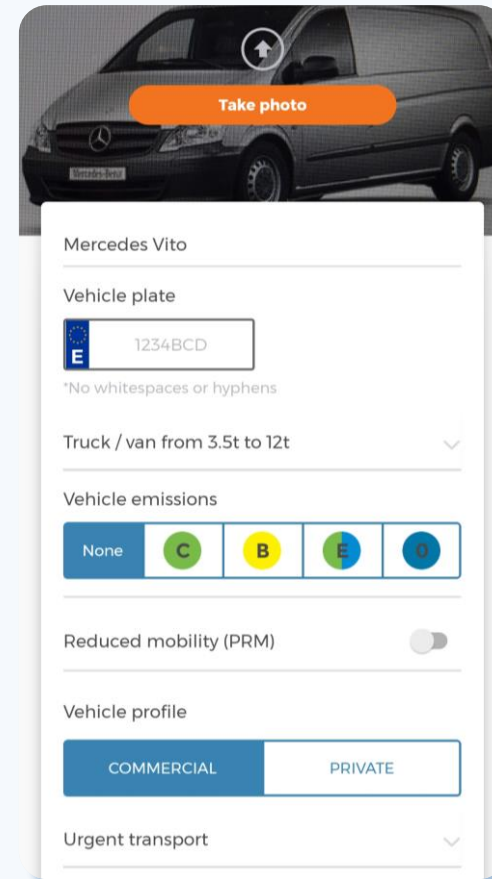 Take photo
Mercedes-Benz
Mercedes Vito
Vehicle plate
E 1234BCD
*No whitespaces or hyphens
Truck / van from 3.5t to 12t
Vehicle emissions
None C B E 0
Reduced mobility (PRM)
Vehicle profile
COMMERCIAL PRIVATE
Urgent transport